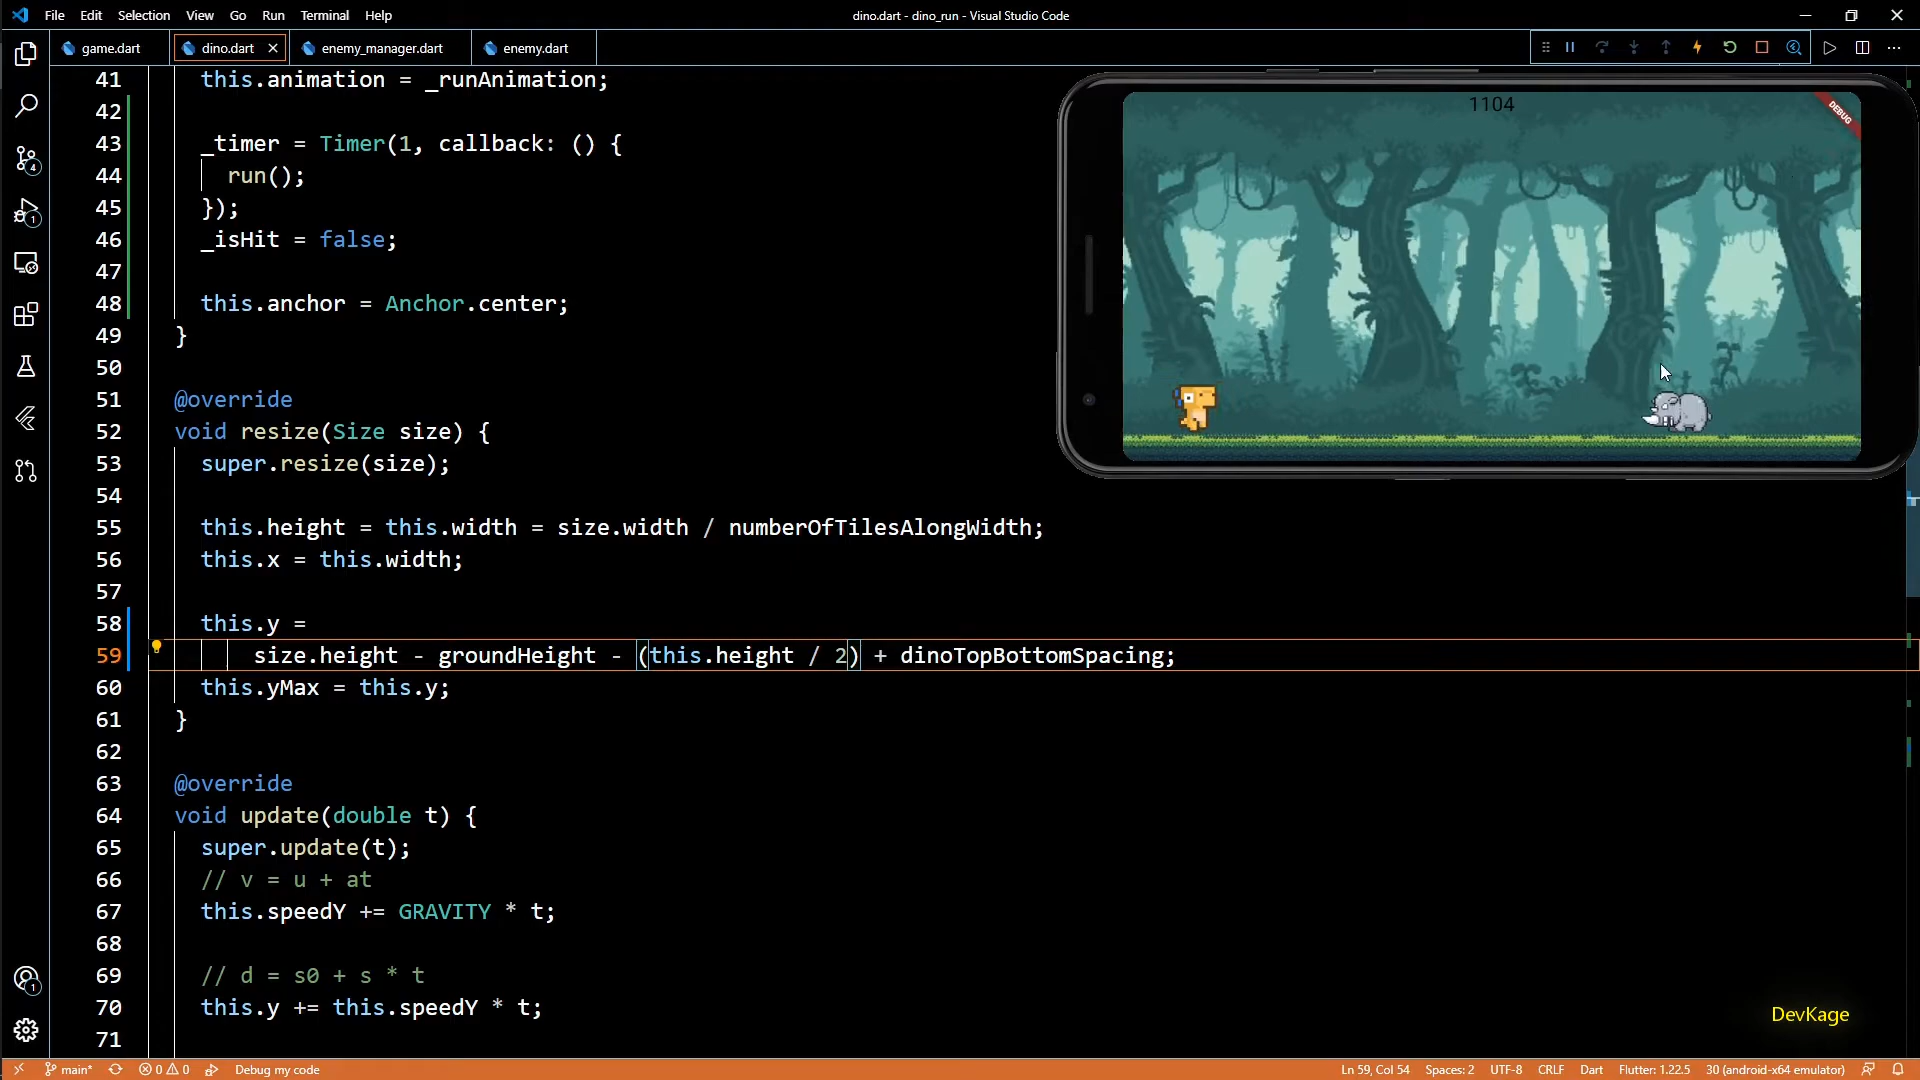 File Edit Selection View Go Run Terminal Help
dino.dart - dino_run - Visual Studio Code
game.dart
dino.dart
enemy_manager.dart
enemy.dart
41 this.animation = _runAnimation;
42
43 _timer = Timer(1, callback: () {
44 run();
45 });
46 _isHit = false;
47
48 this.anchor = Anchor.center;
49 }
50
51 @override
52 void resize(Size size) {
53 super.resize(size);
54
55 this.height = this.width = size.width / numberOfTilesAlongWidth;
56 this.x = this.width;
57
58 this.y =
59 size.height - groundHeight - (this.height / 2) + dinoTopBottomSpacing;
60 this.yMax = this.y;
61 }
62
63 @override
64 void update(double t) {
65 super.update(t);
66 // v = u + at
67 this.speedY += GRAVITY * t;
68
69 // d = s0 + s * t
70 this.y += this.speedY * t;
71
1104
DEBUG
4
1
1
DevKage
main* 0 0 Debug my code
Ln 59, Col 54 Spaces: 2 UTF-8 CRLF Dart Flutter: 1.22.5 30 (android-x64 emulator)